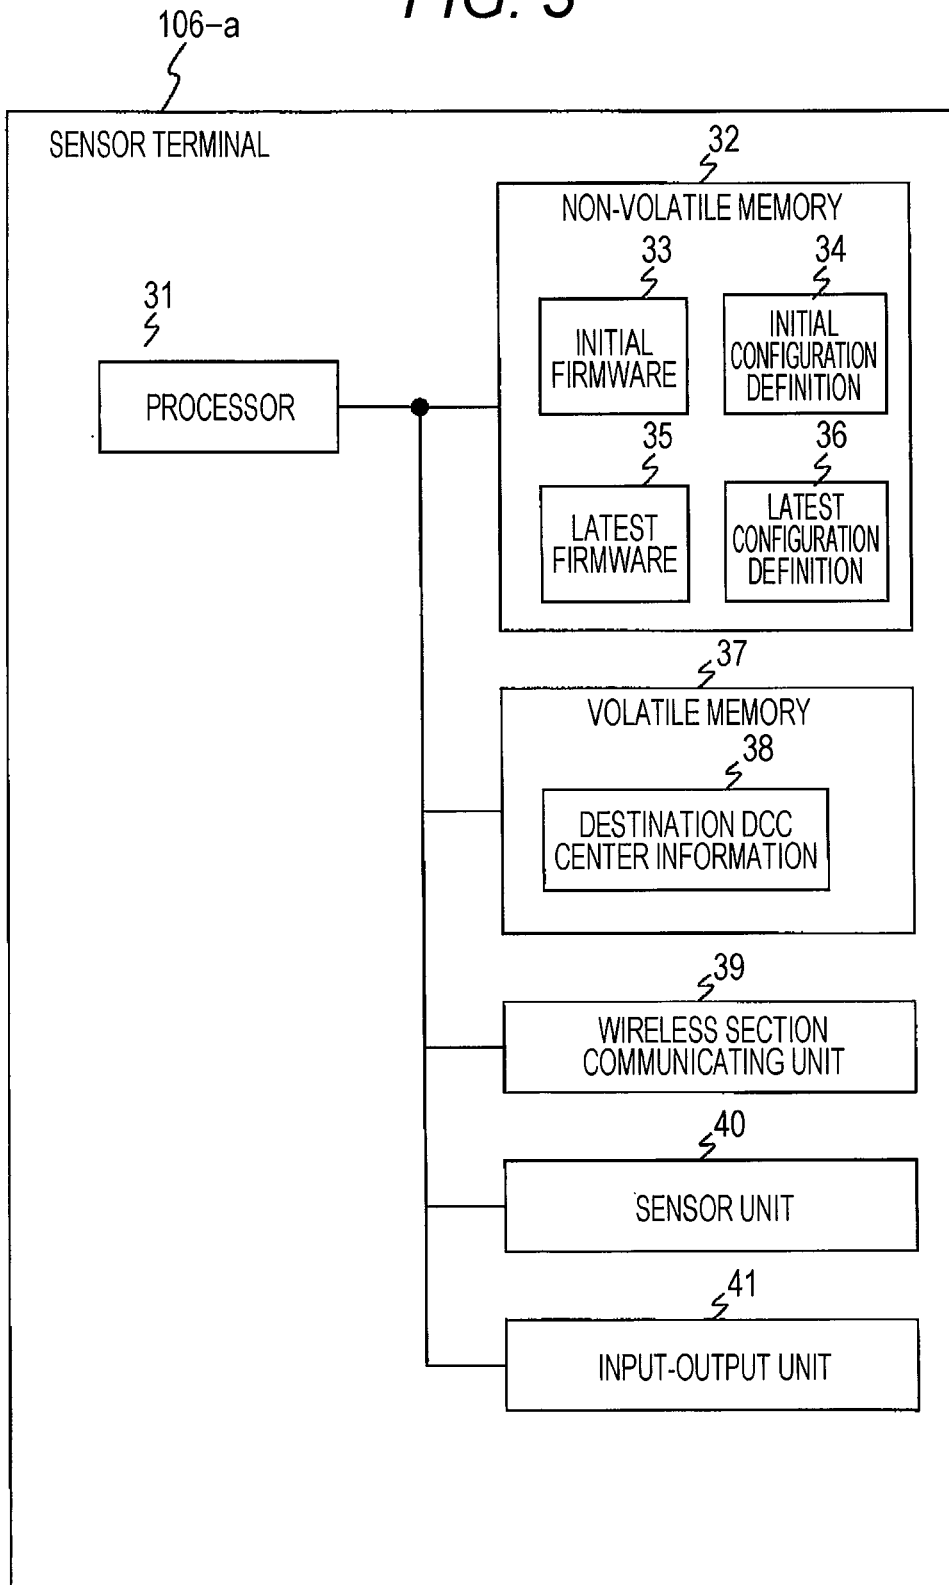 FIG. 3
106-a
SENSOR TERMINAL
32
NON-VOLATILE MEMORY
33
34
31
INITIAL
FIRMWARE
INITIAL
CONFIGURATION
DEFINITION
PROCESSOR
35
36
LATEST
FIRMWARE
LATEST
CONFIGURATION
DEFINITION
37
VOLATILE MEMORY
38
DESTINATION DCC
CENTER INFORMATION
39
WIRELESS SECTION
COMMUNICATING UNIT
40
SENSOR UNIT
41
INPUT-OUTPUT UNIT